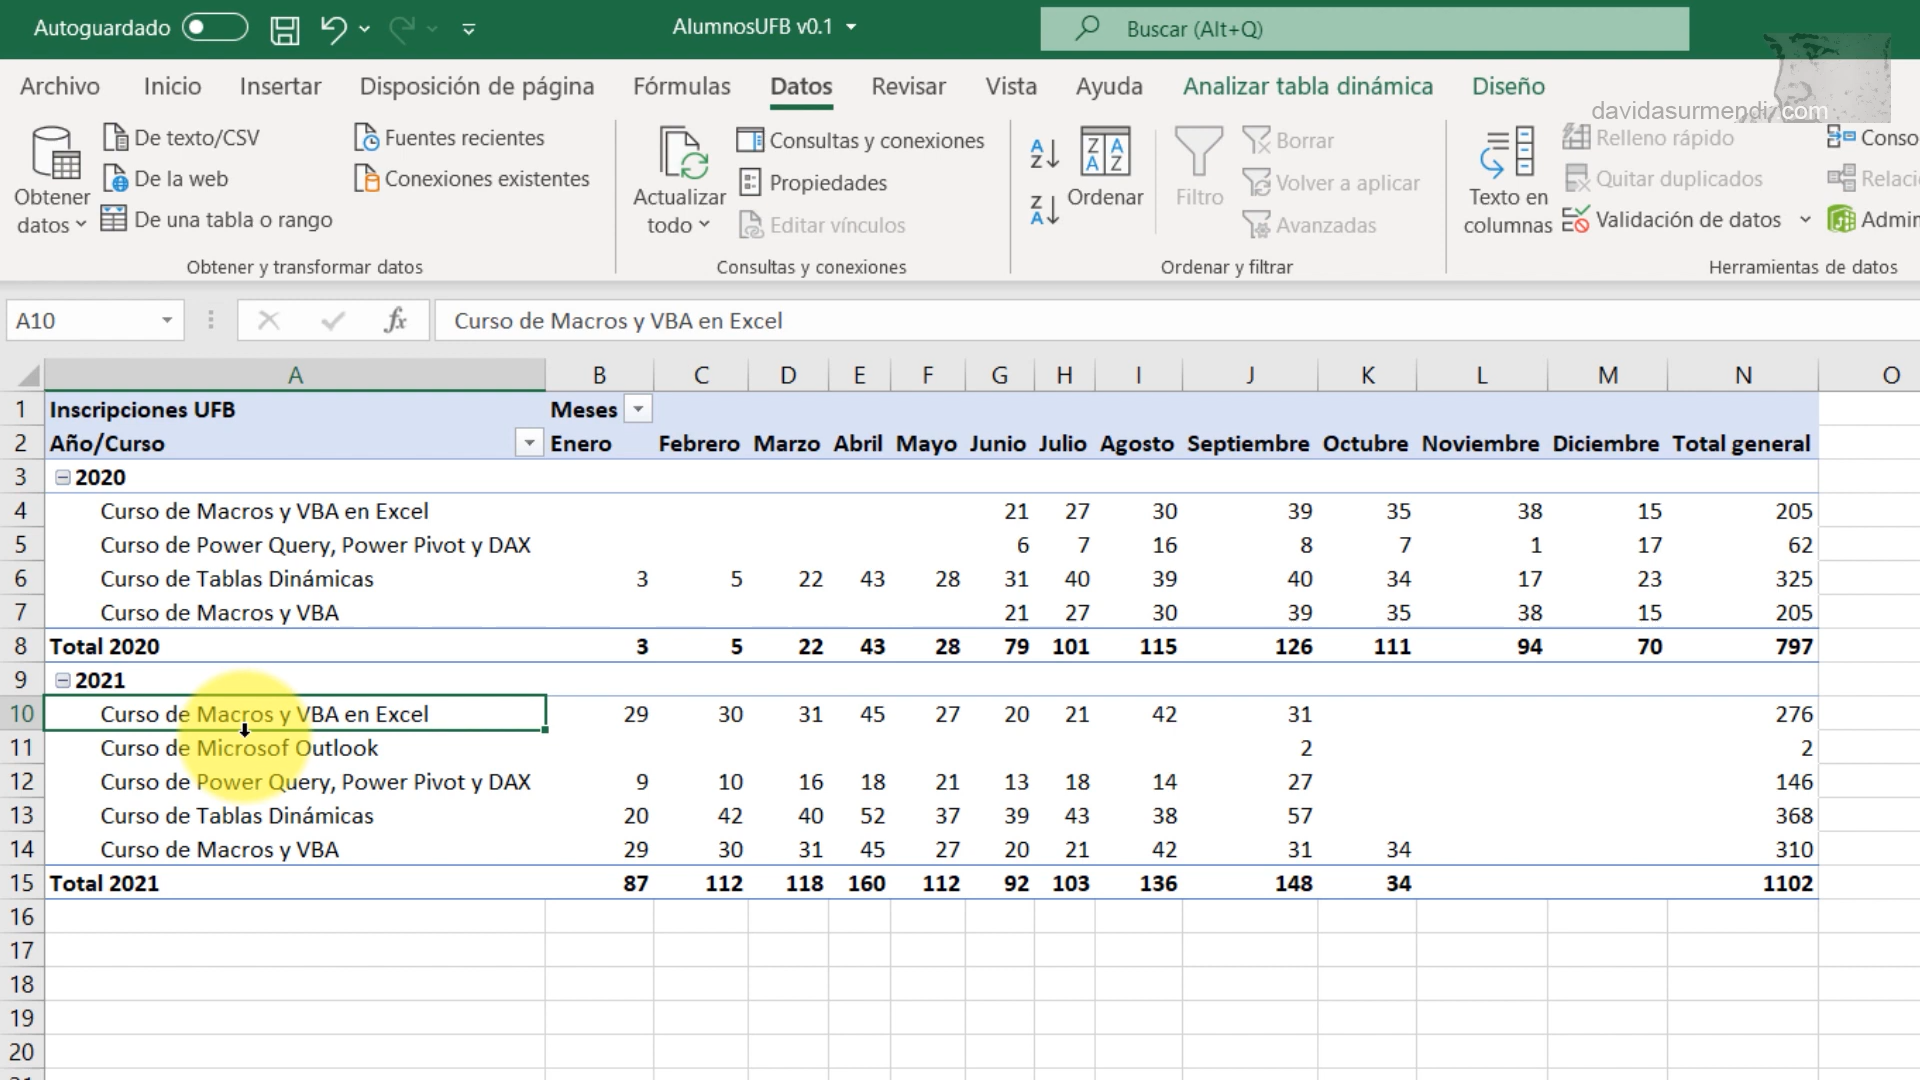 Autoguardado
AlumnosUFB v0.1
Buscar (Alt+Q)
Archivo Inicio Insertar Disposición de página Fórmulas Datos Revisar Vista Ayuda Analizar tabla dinámica Diseño
davidasurmendi.com
Obtener datos
De texto/CSV
De la web
De una tabla o rango
Fuentes recientes
Conexiones existentes
Obtener y transformar datos
Actualizar todo
Consultas y conexiones
Propiedades
Editar vínculos
Consultas y conexiones
Ordenar
Filtro
Borrar
Volver a aplicar
Avanzadas
Ordenar y filtrar
Texto en columnas
Relleno rápido
Quitar duplicados
Validación de datos
Conso
Relaci
Admin
Herramientas de datos
A10 fx Curso de Macros y VBA en Excel
A B C D E F G H I J K L M N O
1 Inscripciones UFB Meses
2 Año/Curso Enero Febrero Marzo Abril Mayo Junio Julio Agosto Septiembre Octubre Noviembre Diciembre Total general
3 2020
4 Curso de Macros y VBA en Excel 21 27 30 39 35 38 15 205
5 Curso de Power Query, Power Pivot y DAX 6 7 16 8 7 1 17 62
6 Curso de Tablas Dinámicas 3 5 22 43 28 31 40 39 40 34 17 23 325
7 Curso de Macros y VBA 21 27 30 39 35 38 15 205
8 Total 2020 3 5 22 43 28 79 101 115 126 111 94 70 797
9 2021
10 Curso de Macros y VBA en Excel 29 30 31 45 27 20 21 42 31 276
11 Curso de Microsof Outlook 2 2
12 Curso de Power Query, Power Pivot y DAX 9 10 16 18 21 13 18 14 27 146
13 Curso de Tablas Dinámicas 20 42 40 52 37 39 43 38 57 368
14 Curso de Macros y VBA 29 30 31 45 27 20 21 42 31 34 310
15 Total 2021 87 112 118 160 112 92 103 136 148 34 1102
16
17
18
19
20